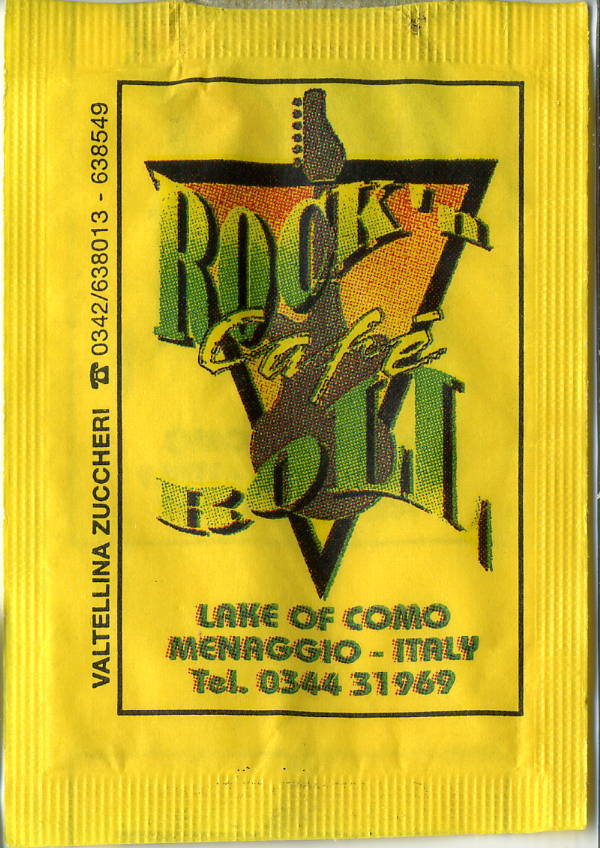 VALTELLINA ZUCCHERI ☎ 0342/638013 - 638549
ROCK 'n
Café
ROLL
LAKE OF COMO
MENAGGIO - ITALY
Tel. 0344 31969